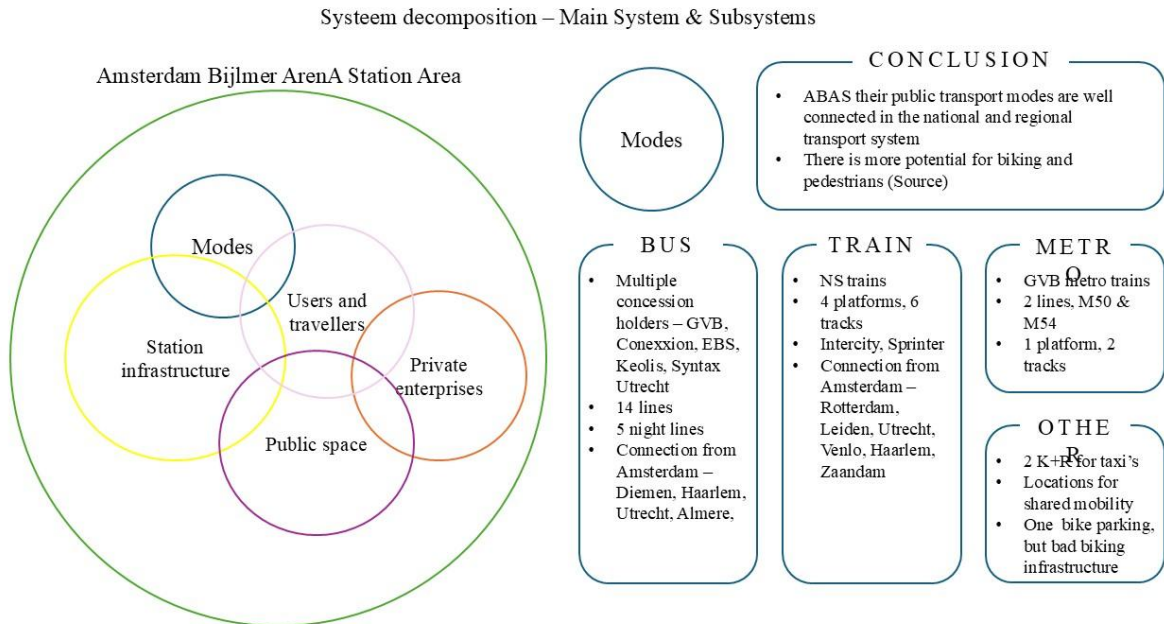 Systeem decomposition – Main System & Subsystems
Amsterdam Bijlmer ArenA Station Area
Modes
Users and
travellers
Station
infrastructure
Private
enterprises
Public space
Modes
CONCLUSION
• ABAS their public transport modes are well
connected in the national and regional
transport system
• There is more potential for biking and
pedestrians (Source)
BUS
• Multiple
concession
holders – GVB,
Conexxion, EBS,
Keolis, Syntax
Utrecht
• 14 lines
• 5 night lines
• Connection from
Amsterdam –
Diemen, Haarlem,
Utrecht, Almere,
TRAIN
• NS trains
• 4 platforms, 6
tracks
• Intercity, Sprinter
• Connection from
Amsterdam –
Rotterdam,
Leiden, Utrecht,
Venlo, Haarlem,
Zaandam
METR
O
• GVB metro trains
• 2 lines, M50 &
M54
• 1 platform, 2
tracks
OTHE
R
• 2 K+R for taxi’s
• Locations for
shared mobility
• One bike parking,
but bad biking
infrastructure